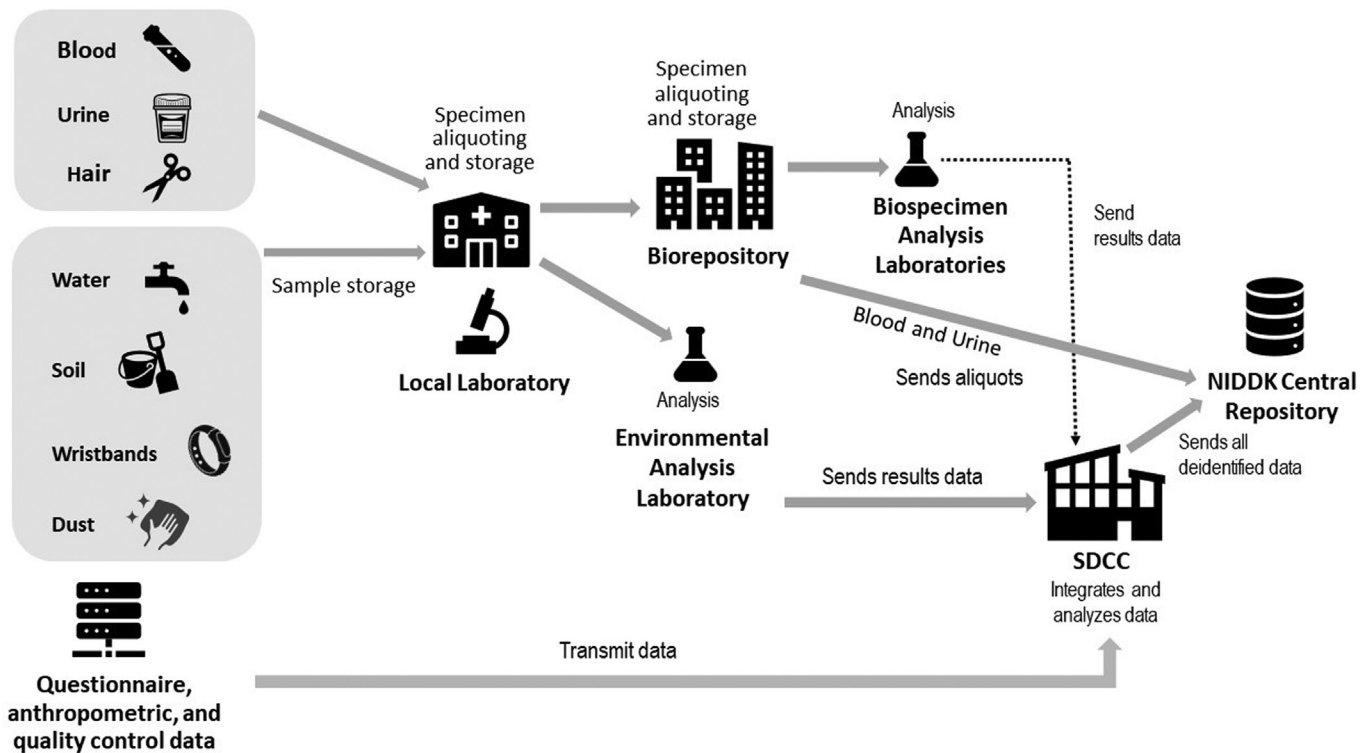 Blood
Urine
Hair
Water
Soil
Wristbands
Dust
Questionnaire,
anthropometric, and
quality control data
Sample storage
Specimen
aliquoting
and storage
Local Laboratory
Specimen
aliquoting
and storage
Biorepository
Analysis
Biospecimen
Analysis
Laboratories
Send
results data
Blood and Urine
Sends aliquots
Analysis
Environmental
Analysis
Laboratory
Sends results data
NIDDK Central
Repository
Sends all
deidentified data
SDCC
Integrates and
analyzes data
Transmit data